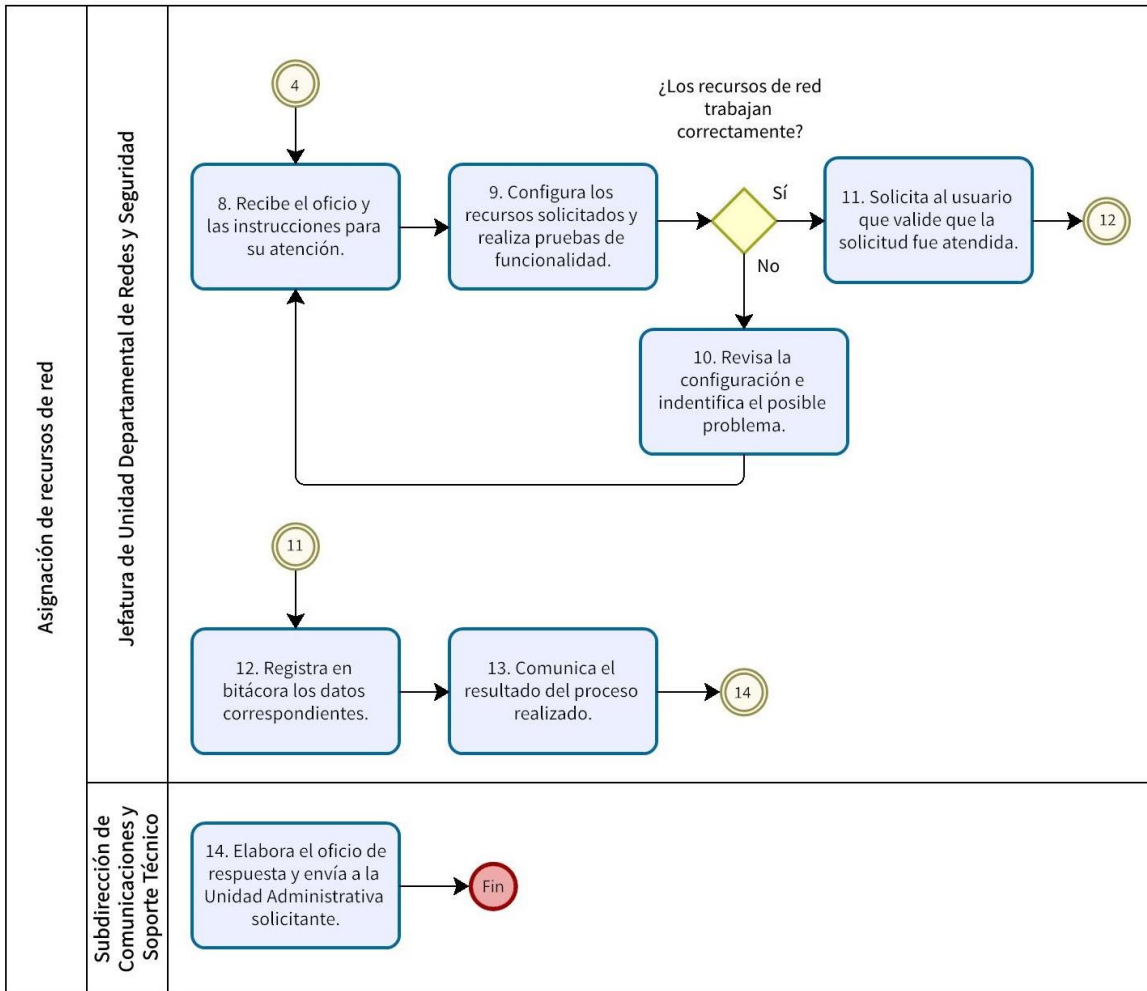 Asignación de recursos de red
Jefatura de Unidad Departamental de Redes y Seguridad
4
¿Los recursos de red
trabajan
correctamente?
8. Recibe el oficio y
las instrucciones para
su atención.
9. Configura los
recursos solicitados y
realiza pruebas de
funcionalidad.
Sí
No
11. Solicita al usuario
que valide que la
solicitud fue atendida.
12
10. Revisa la
configuración e
indentifica el posible
problema.
11
12. Registra en
bitácora los datos
correspondientes.
13. Comunica el
resultado del proceso
realizado.
14
Subdirección de
Comunicaciones y
Soporte Técnico
14. Elabora el oficio de
respuesta y envía a la
Unidad Administrativa
solicitante.
Fin